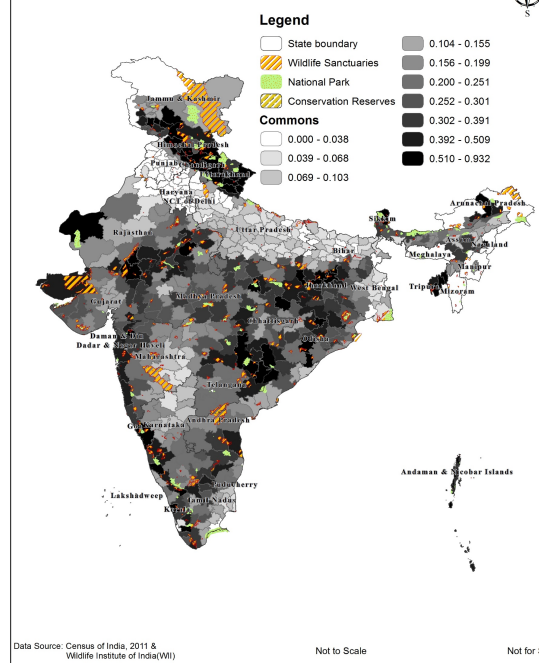 S
Legend
State boundary
Wildlife Sanctuaries
National Park
Conservation Reserves
Commons
0.000 - 0.038
0.039 - 0.068
0.069 - 0.103
0.104 - 0.155
0.156 - 0.199
0.200 - 0.251
0.252 - 0.301
0.302 - 0.391
0.392 - 0.509
0.510 - 0.932
Jammu & Kashmir
Himachal Pradesh
Punjab
Chandigarh
Uttarakhand
Haryana
NCT of Delhi
Arunachal Pradesh
Rajasthan
Uttar Pradesh
Sikkim
Assam
Nagaland
Bihar
Meghalaya
Manipur
Jharkhand
West Bengal
Tripura
Mizoram
Gujarat
Madhya Pradesh
Chhattisgarh
Daman & Diu
Odisha
Dadar & Nagar Haveli
Maharashtra
Telangana
Andhra Pradesh
Goa
Karnataka
Andaman & Nicobar Islands
Puducherry
Lakshadweep
Tamil Nadu
Kerala
Data Source: Census of India, 2011 &
Wildlife Institute of India(WII)
Not to Scale
Not for S